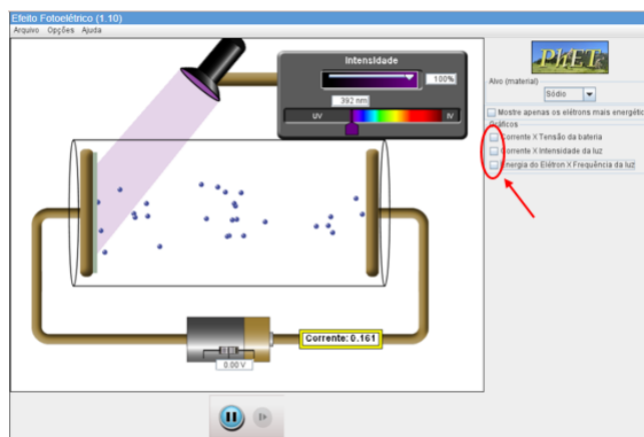 Efeito Fotoelétrico (1.10)
Arquivo Opções Ajuda
Intensidade
100%
392 nm
UV IV
PhET
Alvo (material)
Sódio
Mostre apenas os elétrons mais energétic
Gráficos
Corrente X Tensão da bateria
Corrente X Intensidade da luz
Energia do Elétron X Frequência da luz
Corrente: 0.161
0.00 V